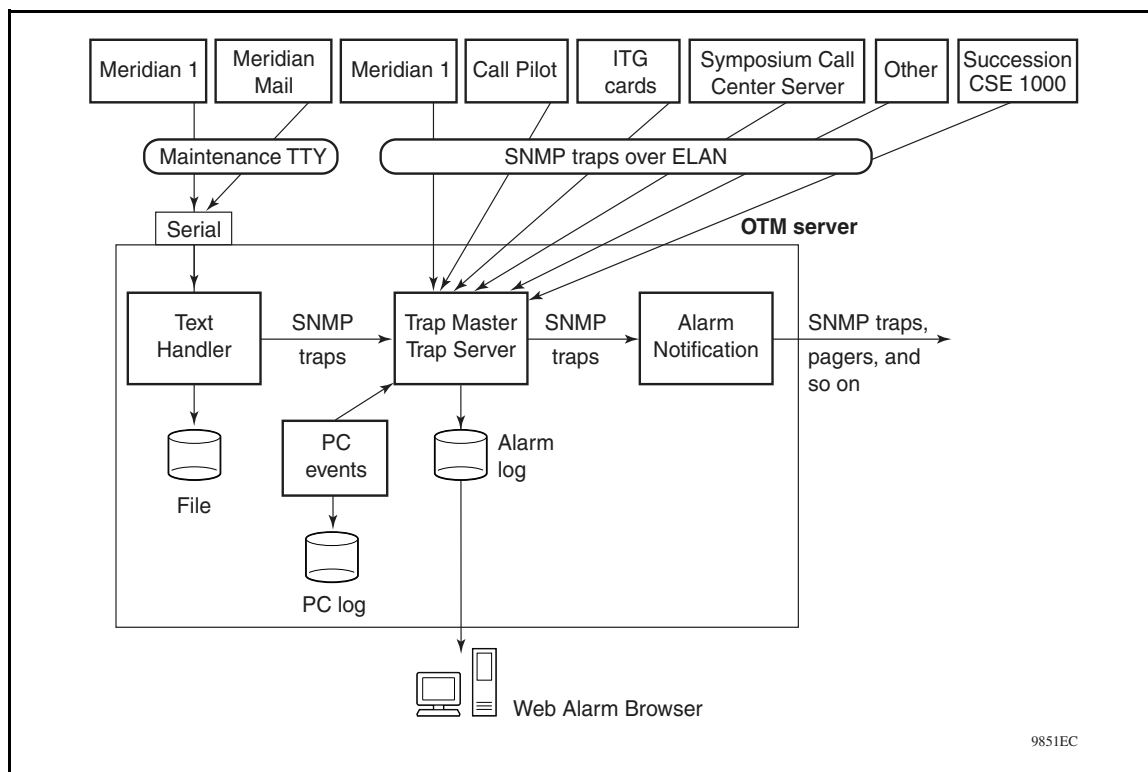 Meridian 1
Meridian
Mail
Meridian 1
Call Pilot
ITG
cards
Symposium Call
Center Server
Other
Succession
CSE 1000
Maintenance TTY
SNMP traps over ELAN
Serial
OTM server
Text
Handler
SNMP
traps
Trap Master
Trap Server
SNMP
traps
Alarm
Notification
SNMP traps,
pagers, and
so on
File
PC
events
Alarm
log
PC log
Web Alarm Browser
9851EC